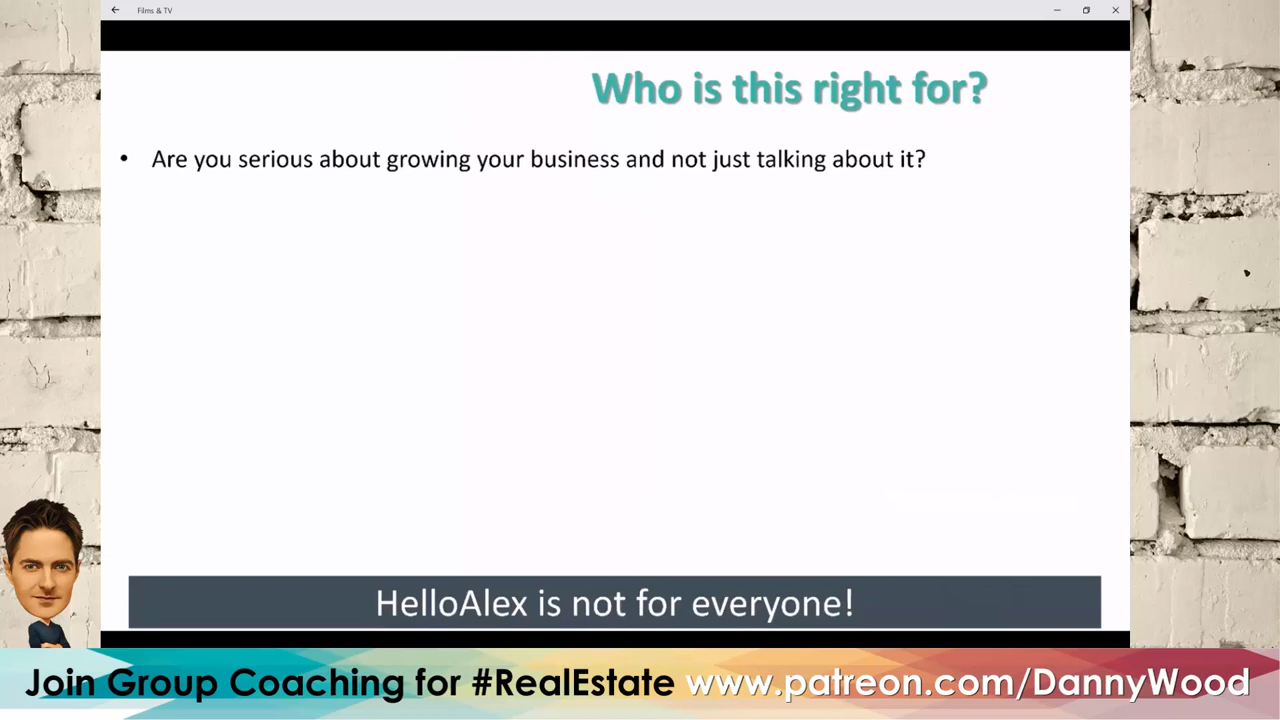 Films & TV
Who is this right for?
• Are you serious about growing your business and not just talking about it?
HelloAlex is not for everyone!
Join Group Coaching for #RealEstate www.patreon.com/DannyWood